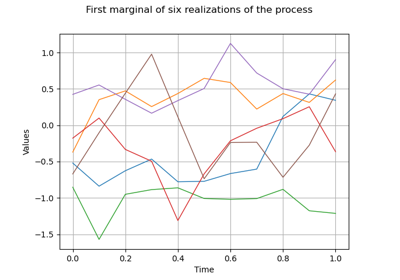 First marginal of six realizations of the process
1.0
0.5
0.0
−0.5
−1.0
−1.5
Values
0.0 0.2 0.4 0.6 0.8 1.0
Time